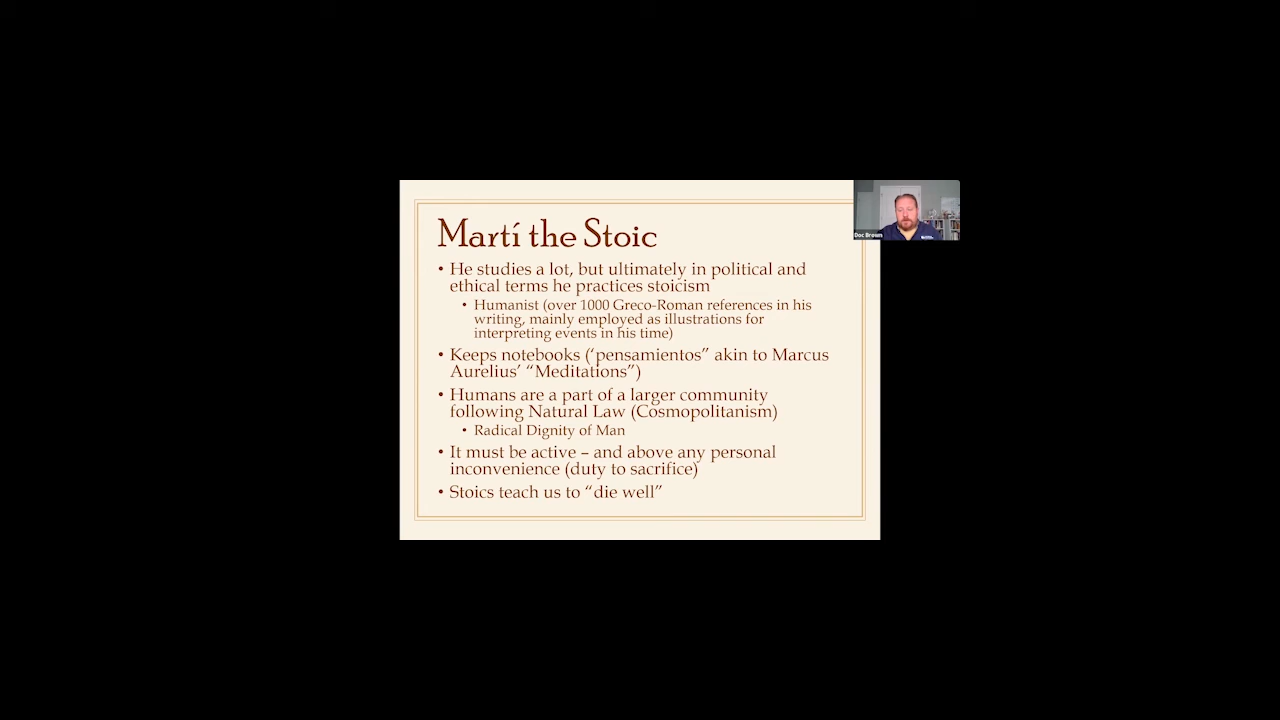 Martí the Stoic
• He studies a lot, but ultimately in political and
ethical terms he practices stoicism
• Humanist (over 1000 Greco-Roman references in his
writing, mainly employed as illustrations for
interpreting events in his time)
• Keeps notebooks (‘pensamientos” akin to Marcus
Aurelius’ “Meditations”)
• Humans are a part of a larger community
following Natural Law (Cosmopolitanism)
• Radical Dignity of Man
• It must be active – and above any personal
inconvenience (duty to sacrifice)
• Stoics teach us to “die well”
Doc Brown